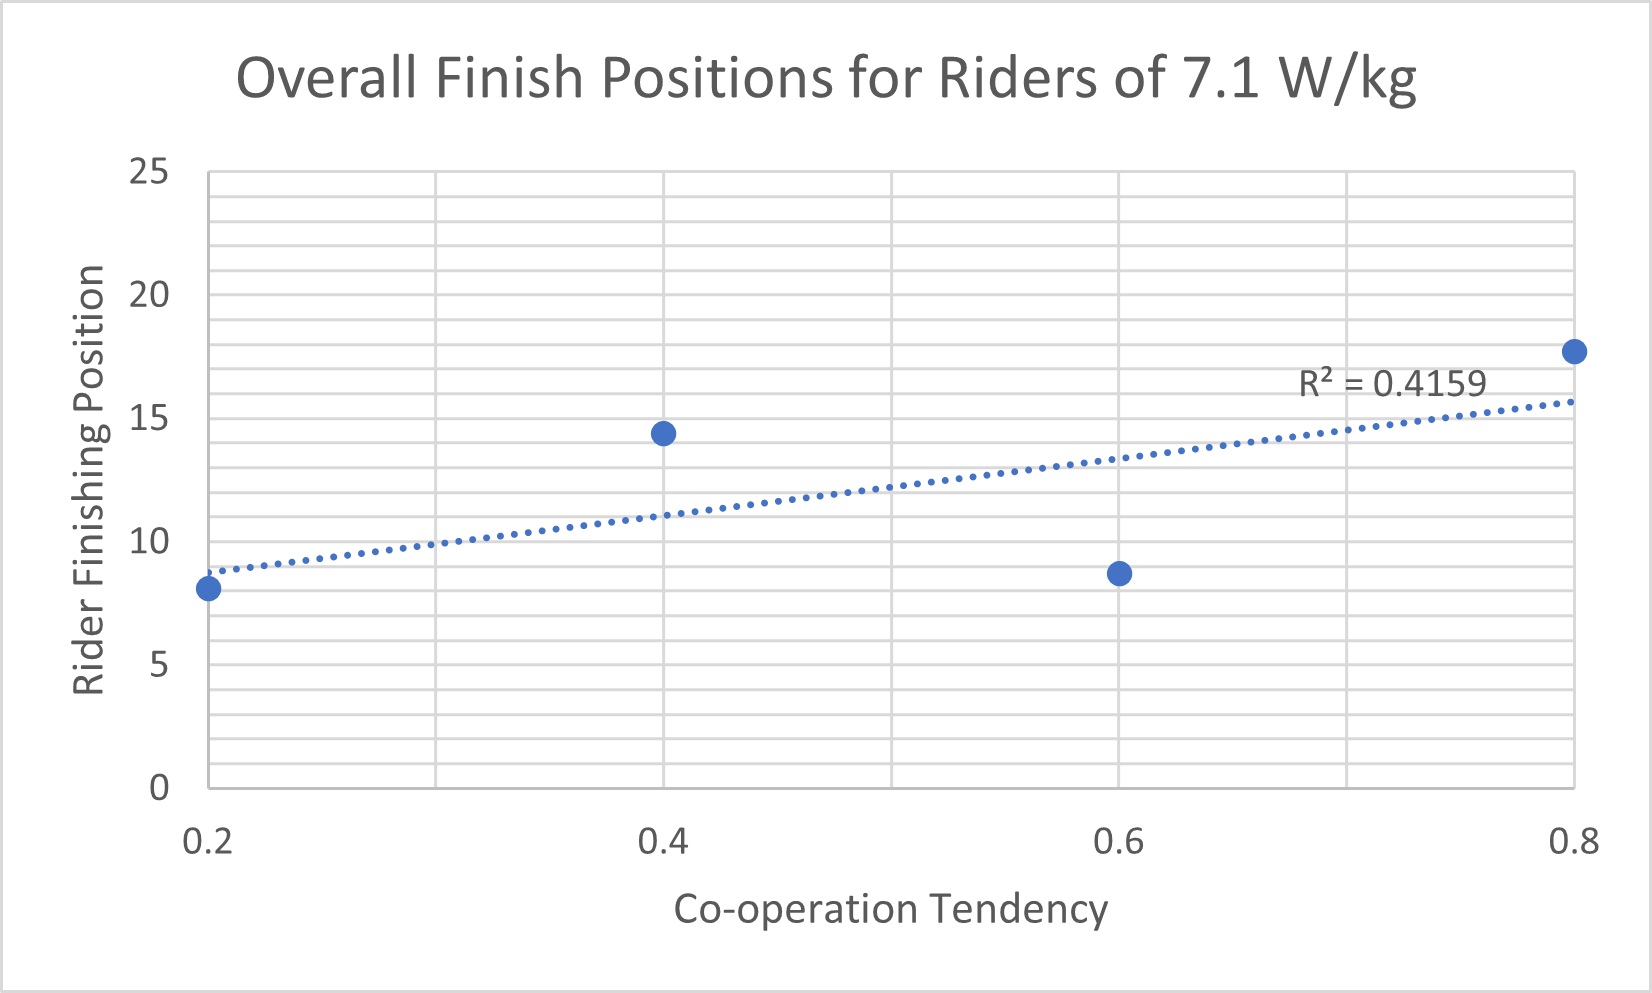 Overall Finish Positions for Riders of 7.1 W/kg
Rider Finishing Position
25
20
15
10
5
0
R² = 0.4159
0.2 0.4 0.6 0.8
Co-operation Tendency